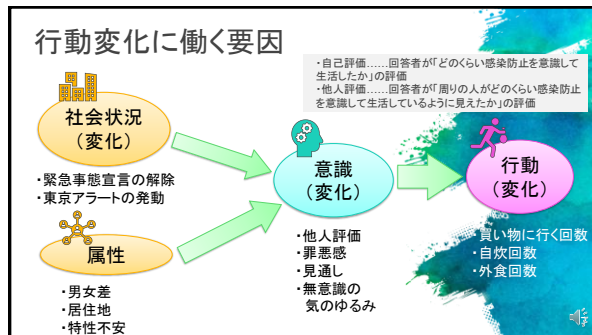 行動変化に働く要因
・自己評価……回答者が「どのくらい感染防止を意識して
生活したか」の評価
・他人評価……回答者が「周りの人がどのくらい感染防止
を意識して生活しているように見えたか」の評価
社会状況
（変化）
・緊急事態宣言の解除
・東京アラートの発動
属性
・男女差
・居住地
・特性不安
意識
（変化）
・他人評価
・罪悪感
・見通し
・無意識の
気のゆるみ
行動
（変化）
・買い物に行く回数
・自炊回数
・外食回数